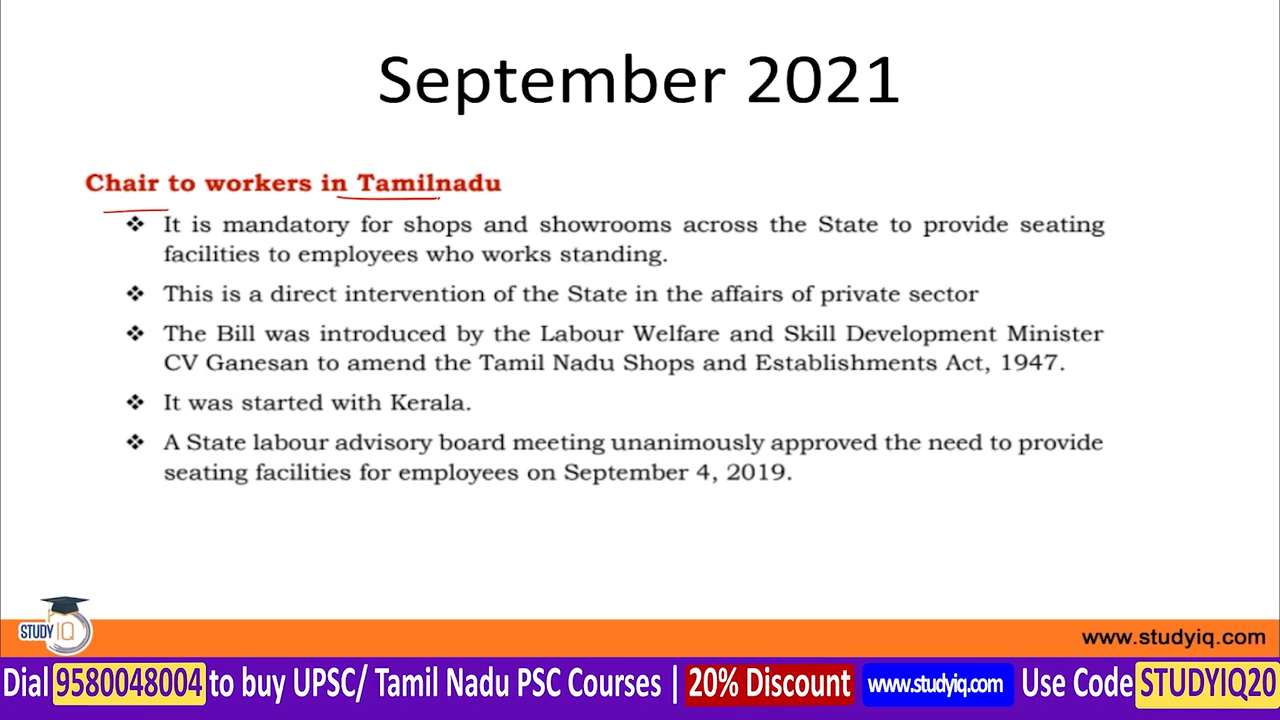 September 2021
Chair to workers in Tamilnadu
❖ It is mandatory for shops and showrooms across the State to provide seating
facilities to employees who works standing.
❖ This is a direct intervention of the State in the affairs of private sector
❖ The Bill was introduced by the Labour Welfare and Skill Development Minister
CV Ganesan to amend the Tamil Nadu Shops and Establishments Act, 1947.
❖ It was started with Kerala.
❖ A State labour advisory board meeting unanimously approved the need to provide
seating facilities for employees on September 4, 2019.
STUDY IQ
www.studyiq.com
Dial 9580048004 to buy UPSC/ Tamil Nadu PSC Courses | 20% Discount www.studyiq.com Use Code STUDYIQ20